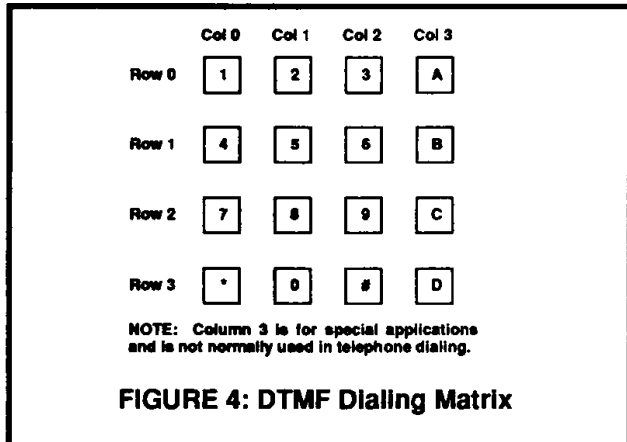 Col 0 Col 1 Col 2 Col 3
Row 0 1 2 3 A
Row 1 4 5 6 B
Row 2 7 8 9 C
Row 3 * 0 # D
NOTE: Column 3 is for special applications
and is not normally used in telephone dialing.
FIGURE 4: DTMF Dialing Matrix